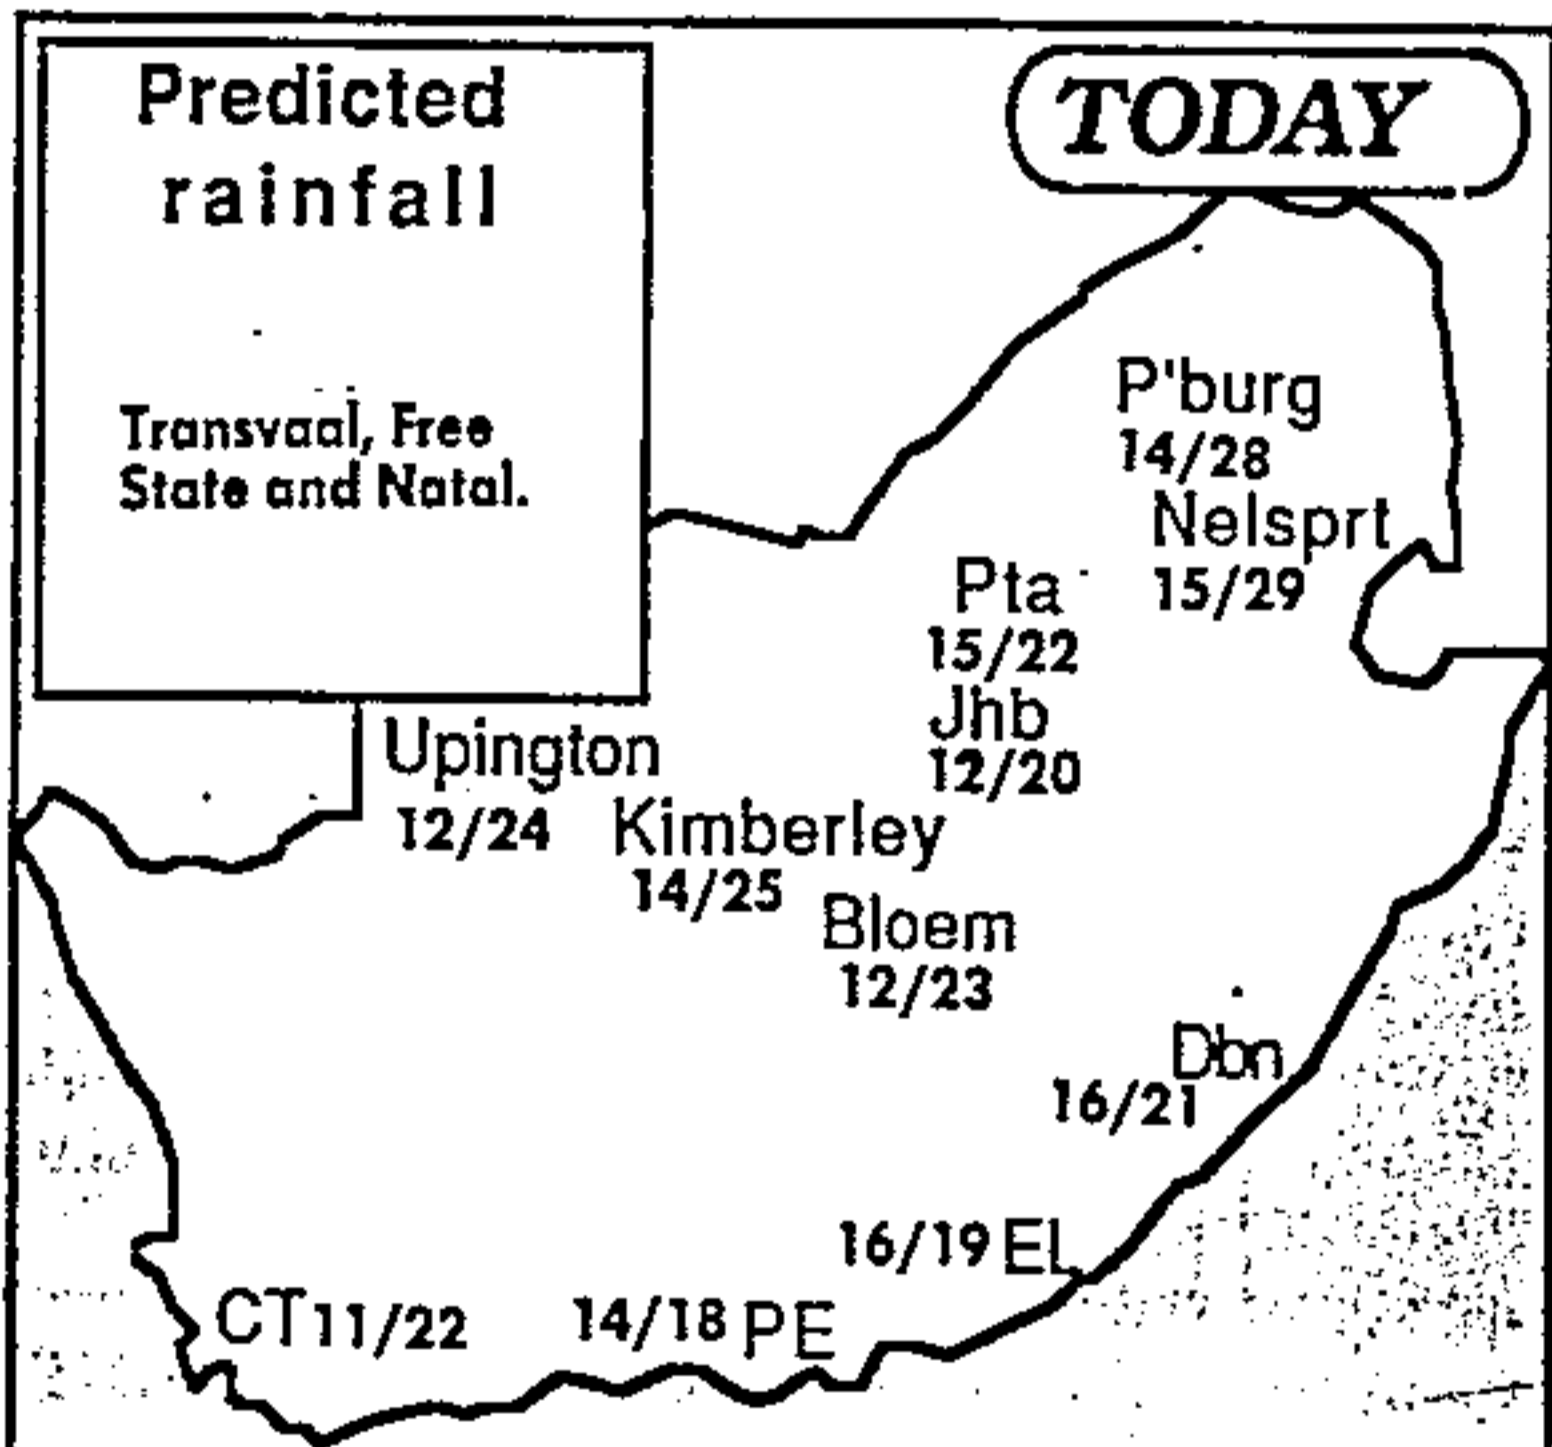 Predicted
rainfall
Transvaal, Free
State and Natal.
TODAY
P'burg
14/28
Nelsprt
15/29
Pta
15/22
Jhb
12/20
Upington
12/24
Kimberley
14/25
Bloem
12/23
Dbn
16/21
16/19 EL
CT 11/22
14/18 PE